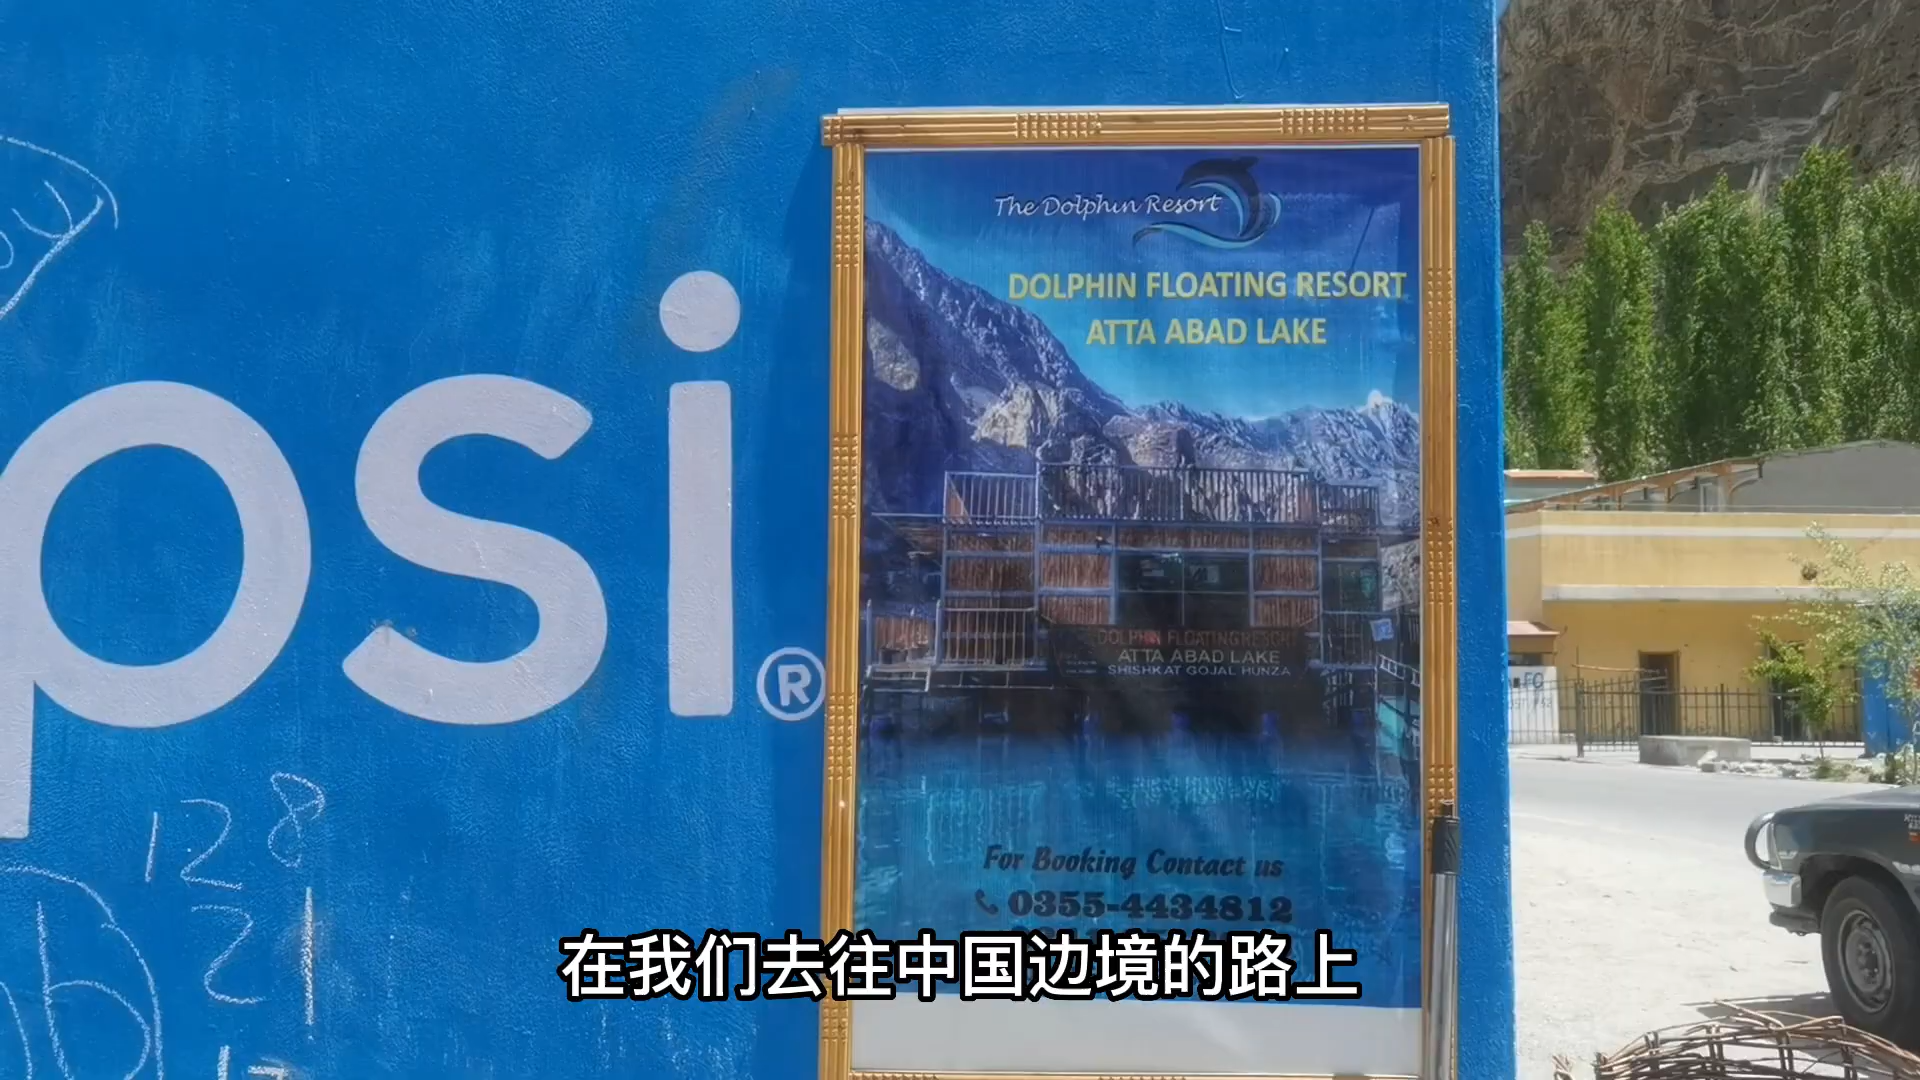 psi®
The Dolphin Resort
DOLPHIN FLOATING RESORT
ATTA ABAD LAKE
DOLPHIN FLOATING RESORT
ATTA ABAD LAKE
SHISHKAT GOJAL HUNZA
For Booking Contact us
0355-4434812
128
21
在我们去往中国边境的路上